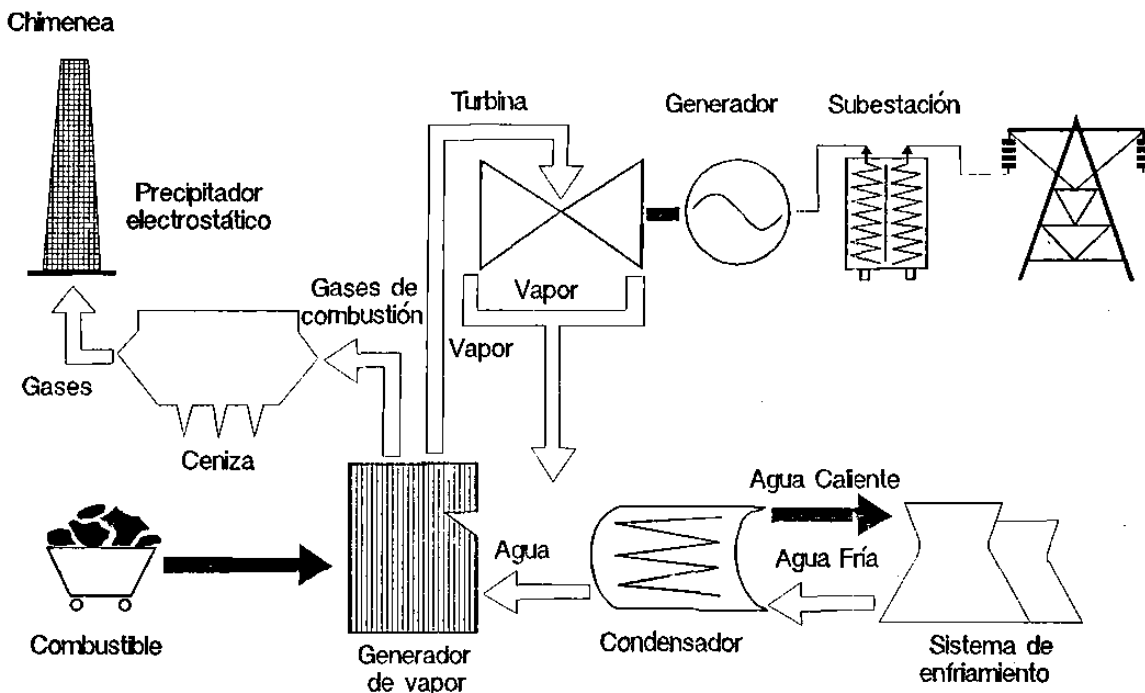 Chimenea
Turbina
Generador
Subestación
Precipitador
electrostático
Gases de
combustión
Vapor
Vapor
Gases
Ceniza
Agua Caliente
Agua
Agua Fría
Combustible
Generador
de vapor
Condensador
Sistema de
enfriamiento